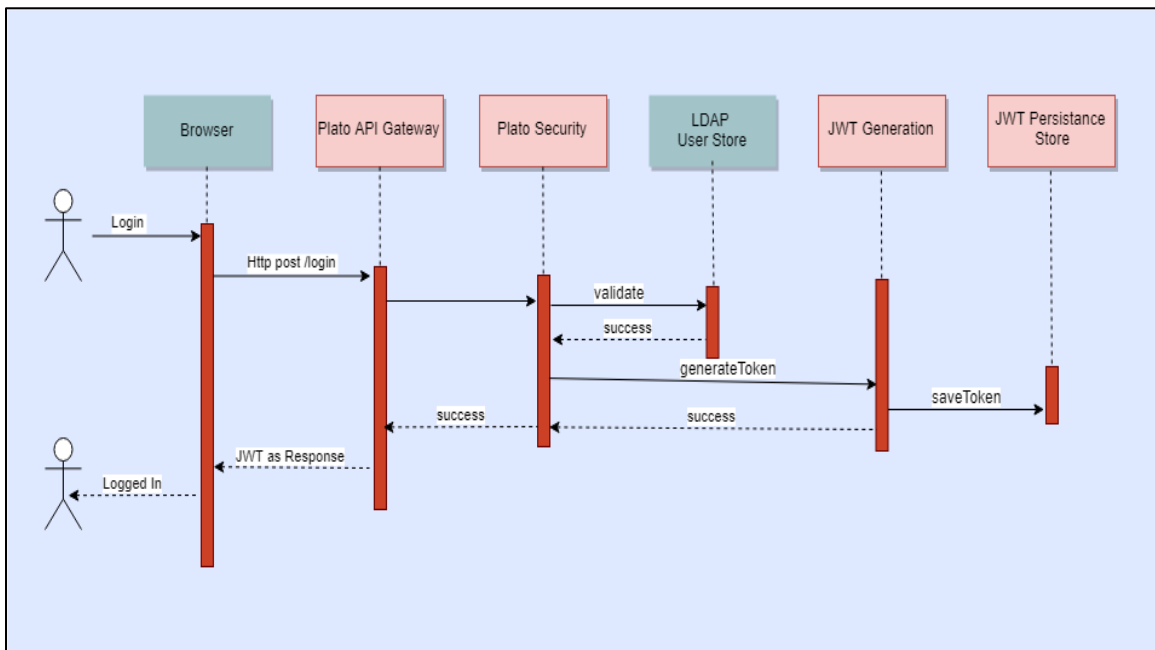 Browser
Plato API Gateway
Plato Security
LDAP
User Store
JWT Generation
JWT Persistance
Store
Login
Http post /login
validate
success
generateToken
saveToken
success
success
JWT as Response
Logged In